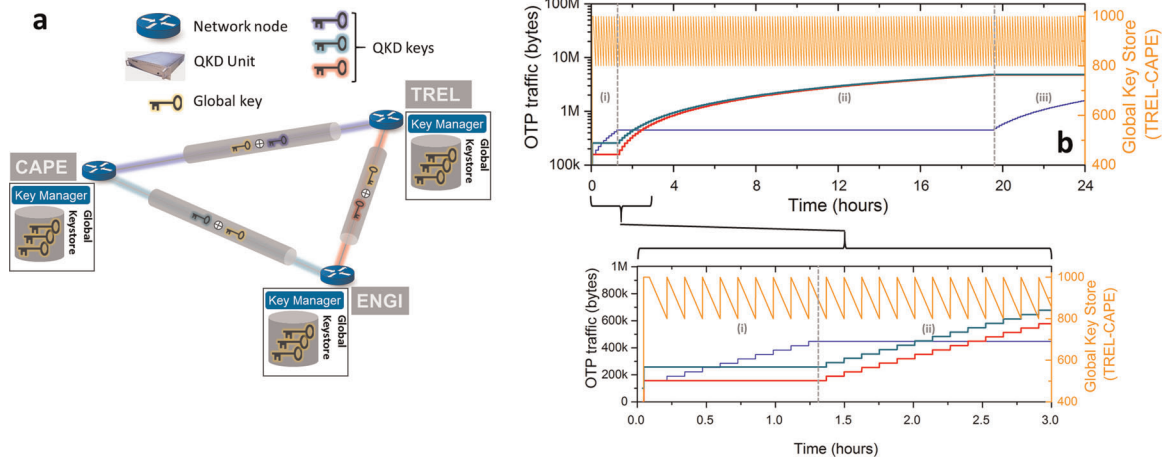 a
Network node
QKD Unit
Global key
QKD keys
TREL
Key Manager
Global
Keystore
CAPE
Key Manager
Global
Keystore
ENGI
Key Manager
Global
Keystore
b
OTP traffic (bytes)
100M
10M
1M
100k
(i)
(ii)
(iii)
0
4
8
12
16
20
24
Time (hours)
1000
800
600
400
Global Key Store
(TREL-CAPE)
OTP traffic (bytes)
1M
800k
600k
400k
200k
0
(i)
(ii)
0.0
0.5
1.0
1.5
2.0
2.5
3.0
Time (hours)
1000
800
600
400
Global Key Store
(TREL-CAPE)